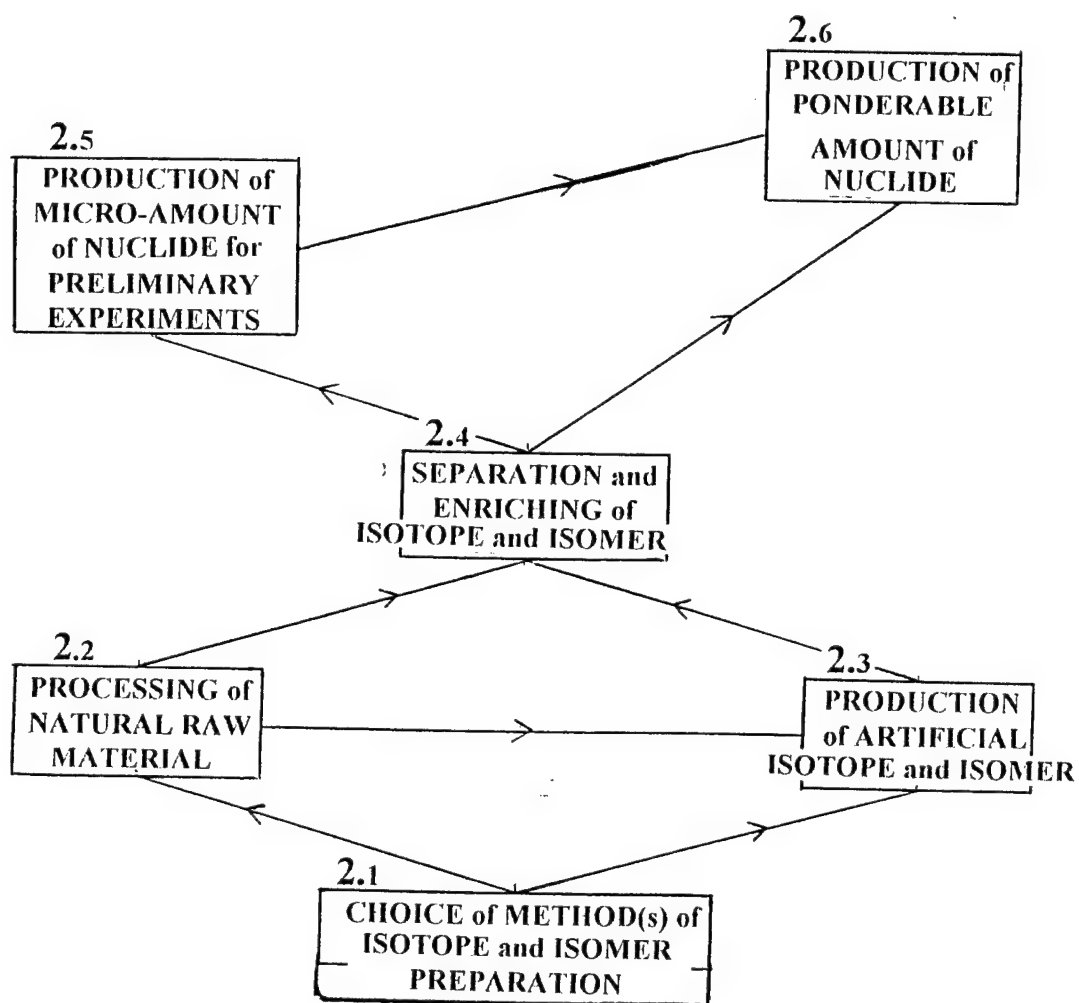 2.6
PRODUCTION of
PONDERABLE
AMOUNT of
NUCLIDE
2.5
PRODUCTION of
MICRO-AMOUNT
of NUCLIDE for
PRELIMINARY
EXPERIMENTS
2.4
SEPARATION and
ENRICHING of
ISOTOPE and ISOMER
2.2
PROCESSING of
NATURAL RAW
MATERIAL
2.3
PRODUCTION
of ARTIFICIAL
ISOTOPE and ISOMER
2.1
CHOICE of METHOD(s) of
ISOTOPE and ISOMER
PREPARATION